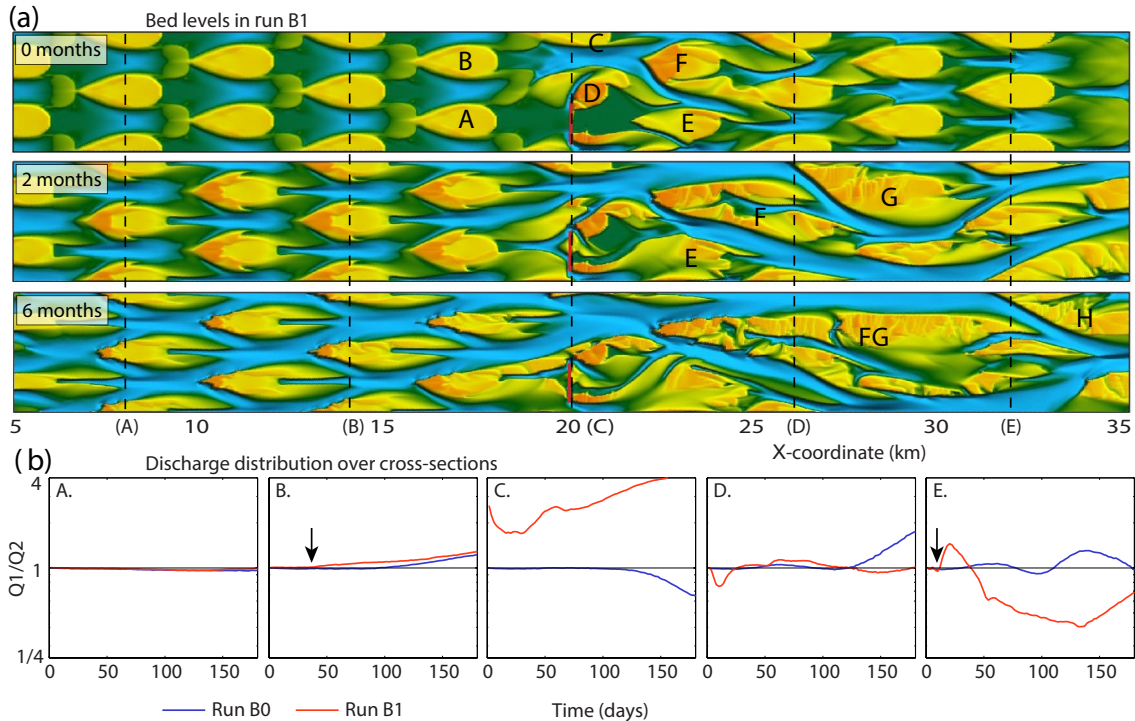 (a)
Bed levels in run B1
0 months
C
B
F
D
A
E
2 months
G
F
E
6 months
H
FG
5 (A) 10 (B) 15 20 (C) 25 (D) 30 (E) 35
X-coordinate (km)
(b)
Discharge distribution over cross-sections
4
1
1/4
Q1/Q2
A.
B.
C.
D.
E.
0 50 100 150 0 50 100 150 0 50 100 150 0 50 100 150 0 50 100 150
Run B0
Run B1
Time (days)